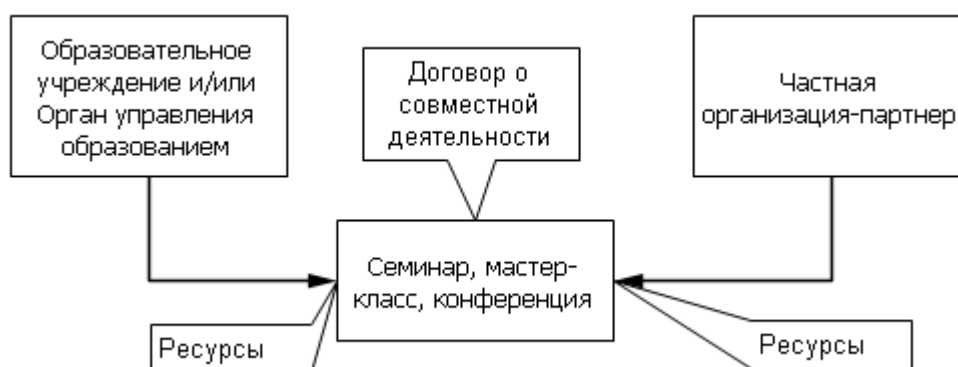 Образовательное
учреждение и/или
Орган управления
образованием
Договор о
совместной
деятельности
Частная
организация-партнер
Семинар, мастер-
класс, конференция
Ресурсы
Ресурсы